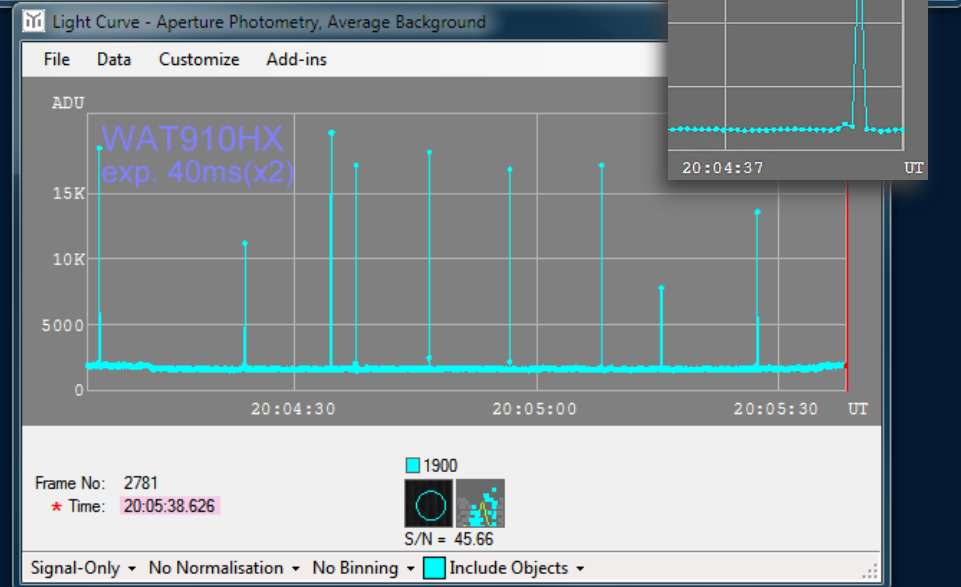 Light Curve - Aperture Photometry, Average Background
File Data Customize Add-ins
ADU
WAT910HX
exp. 40ms(x2)
15K
10K
5000
0
20:04:30 20:05:00 20:05:30 UT
20:04:37 UT
1900
Frame No: 2781
* Time: 20:05:38.626
S/N = 45.66
Signal-Only No Normalisation No Binning Include Objects